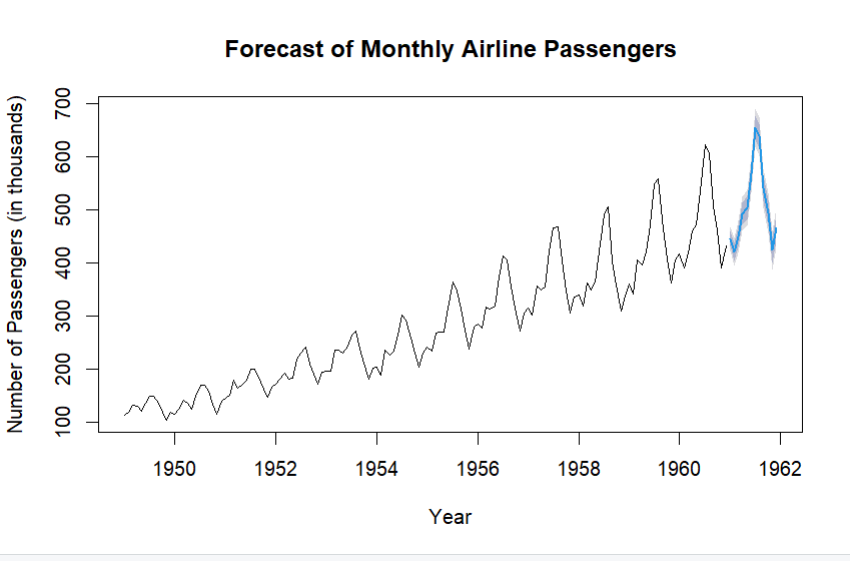 Forecast of Monthly Airline Passengers
Number of Passengers (in thousands)
700
600
500
400
300
200
100
1950 1952 1954 1956 1958 1960 1962
Year